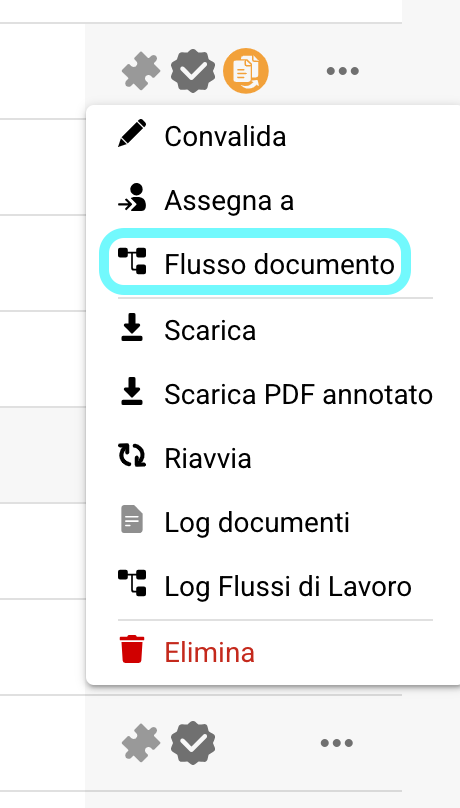 Convalida
Assegna a
Flusso documento
Scarica
Scarica PDF annotato
Riavvia
Log documenti
Log Flussi di Lavoro
Elimina